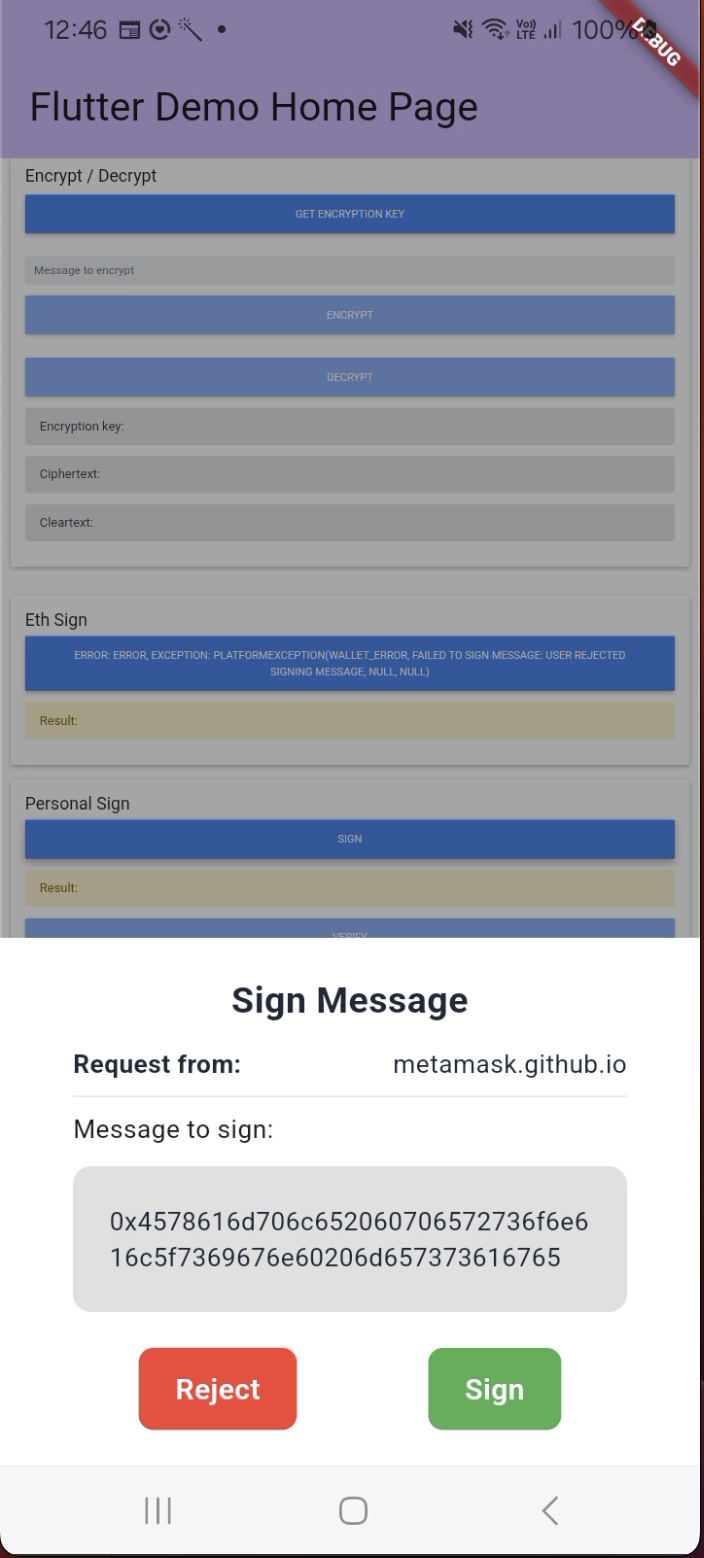 12:46
Vo))
LTE
100%
DEBUG
Flutter Demo Home Page
Encrypt / Decrypt
GET ENCRYPTION KEY
Message to encrypt
ENCRYPT
DECRYPT
Encryption key:
Ciphertext:
Cleartext:
Eth Sign
ERROR: ERROR, EXCEPTION: PLATFORMEXCEPTION(WALLET_ERROR, FAILED TO SIGN MESSAGE: USER REJECTED
SIGNING MESSAGE, NULL, NULL)
Result:
Personal Sign
SIGN
Result:
VERIFY
Sign Message
Request from: metamask.github.io
Message to sign:
0x4578616d706c652060706572736f6e6
16c5f7369676e60206d657373616765
Reject Sign